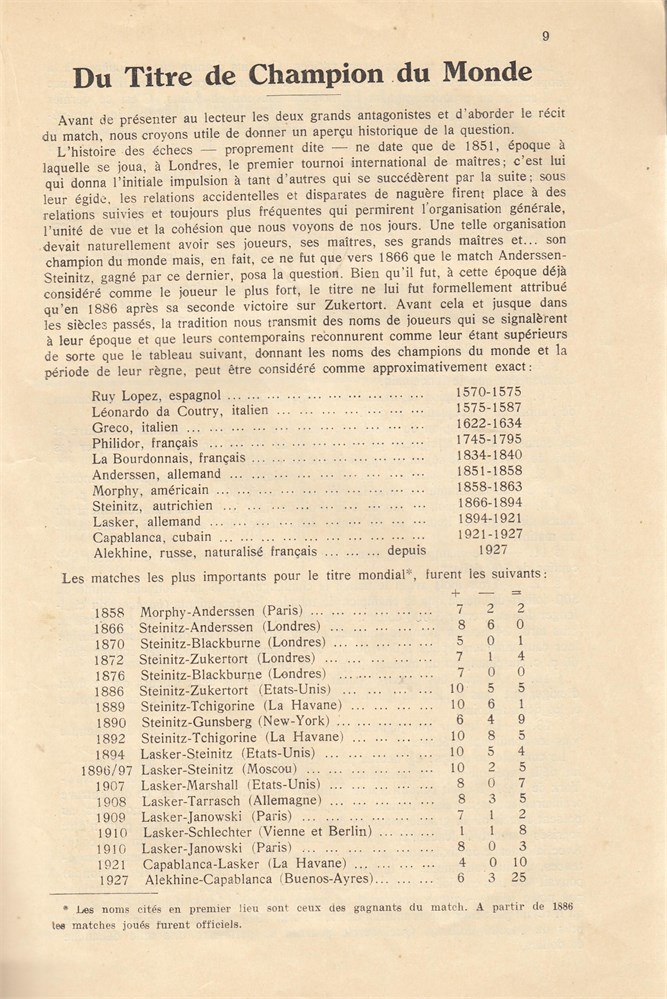 9
Du Titre de Champion du Monde
Avant de présenter au lecteur les deux grands antagonistes et d'aborder le récit
du match, nous croyons utile de donner un aperçu historique de la question.
L'histoire des échecs — proprement dite — ne date que de 1851, époque à
laquelle se joua, à Londres, le premier tournoi international de maîtres; c'est lui
qui donna l'initiale impulsion à tant d'autres qui se succédèrent par la suite; sous
leur égide, les relations accidentelles et disparates de naguère firent place à des
relations suivies et toujours plus fréquentes qui permirent l'organisation générale,
l'unité de vue et la cohésion que nous voyons de nos jours. Une telle organisation
devait naturellement avoir ses joueurs, ses maîtres, ses grands maîtres et... son
champion du monde mais, en fait, ce ne fut que vers 1866 que le match Anderssen-
Steinitz, gagné par ce dernier, posa la question. Bien qu'il fut, à cette époque déjà
considéré comme le joueur le plus fort, le titre ne lui fut formellement attribué
qu'en 1886 après sa seconde victoire sur Zukertort. Avant cela et jusque dans
les siècles passés, la tradition nous transmit des noms de joueurs qui se signalèrent
à leur époque et que leurs contemporains reconnurent comme leur étant supérieurs
de sorte que le tableau suivant, donnant les noms des champions du monde et la
période de leur règne, peut être considéré comme approximativement exact:
Ruy Lopez, espagnol ... ... ... ... ... ... ... ... ... 1570-1575
Léonardo da Coutry, italien ... ... ... ... ... ... ... 1575-1587
Greco, italien ... ... ... ... ... ... ... ... ... ... ... 1622-1634
Philidor, français ... ... ... ... ... ... ... ... ... ... 1745-1795
La Bourdonnais, français ... ... ... ... ... ... ... ... 1834-1840
Anderssen, allemand ... ... ... ... ... ... ... ... ... 1851-1858
Morphy, américain ... ... ... ... ... ... ... ... ... ... 1858-1863
Steinitz, autrichien ... ... ... ... ... ... ... ... ... 1866-1894
Lasker, allemand ... ... ... ... ... ... ... ... ... ... 1894-1921
Capablanca, cubain ... ... ... ... ... ... ... ... ... 1921-1927
Alekhine, russe, naturalisé français ... ... ... depuis 1927
Les matches les plus importants pour le titre mondial*, furent les suivants:
+ — =
1858 Morphy-Anderssen (Paris) ... ... ... ... ... ... 7 2 2
1866 Steinitz-Anderssen (Londres) ... ... ... ... ... 8 6 0
1870 Steinitz-Blackburne (Londres) ... ... ... ... ... 5 0 1
1872 Steinitz-Zukertort (Londres) ... ... ... ... ... 7 1 4
1876 Steinitz-Blackburne (Londres) ... ... ... ... ... 7 0 0
1886 Steinitz-Zukertort (Etats-Unis) ... ... ... ... 10 5 5
1889 Steinitz-Tchigorine (La Havane) ... ... ... ... 10 6 1
1890 Steinitz-Gunsberg (New-York) ... ... ... ... ... 6 4 9
1892 Steinitz-Tchigorine (La Havane) ... ... ... ... 10 8 5
1894 Lasker-Steinitz (Etats-Unis) ... ... ... ... ... 10 5 4
1896/97 Lasker-Steinitz (Moscou) ... ... ... ... ... ... 10 2 5
1907 Lasker-Marshall (Etats-Unis) ... ... ... ... ... 8 0 7
1908 Lasker-Tarrasch (Allemagne) ... ... ... ... ... 8 3 5
1909 Lasker-Janowski (Paris) ... ... ... ... ... ... 7 1 2
1910 Lasker-Schlechter (Vienne et Berlin) ... ... ... 1 1 8
1910 Lasker-Janowski (Paris) ... ... ... ... ... ... 8 0 3
1921 Capablanca-Lasker (La Havane) ... ... ... ... 4 0 10
1927 Alekhine-Capablanca (Buenos-Ayres)... ... ... 6 3 25
* Les noms cités en premier lieu sont ceux des gagnants du match. A partir de 1886
les matches joués furent officiels.